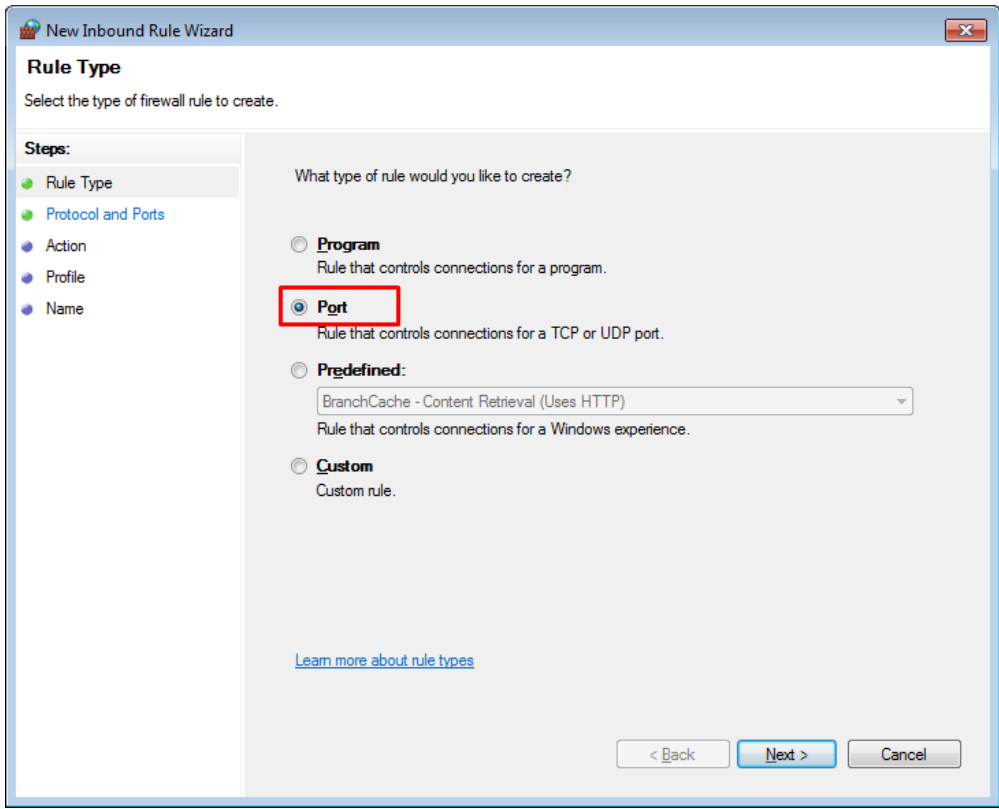 New Inbound Rule Wizard
Rule Type
Select the type of firewall rule to create.
Steps:
Rule Type
Protocol and Ports
Action
Profile
Name
What type of rule would you like to create?
Program
Rule that controls connections for a program.
Port
Rule that controls connections for a TCP or UDP port.
Predefined:
BranchCache - Content Retrieval (Uses HTTP)
Rule that controls connections for a Windows experience.
Custom
Custom rule.
Learn more about rule types
< Back Next > Cancel